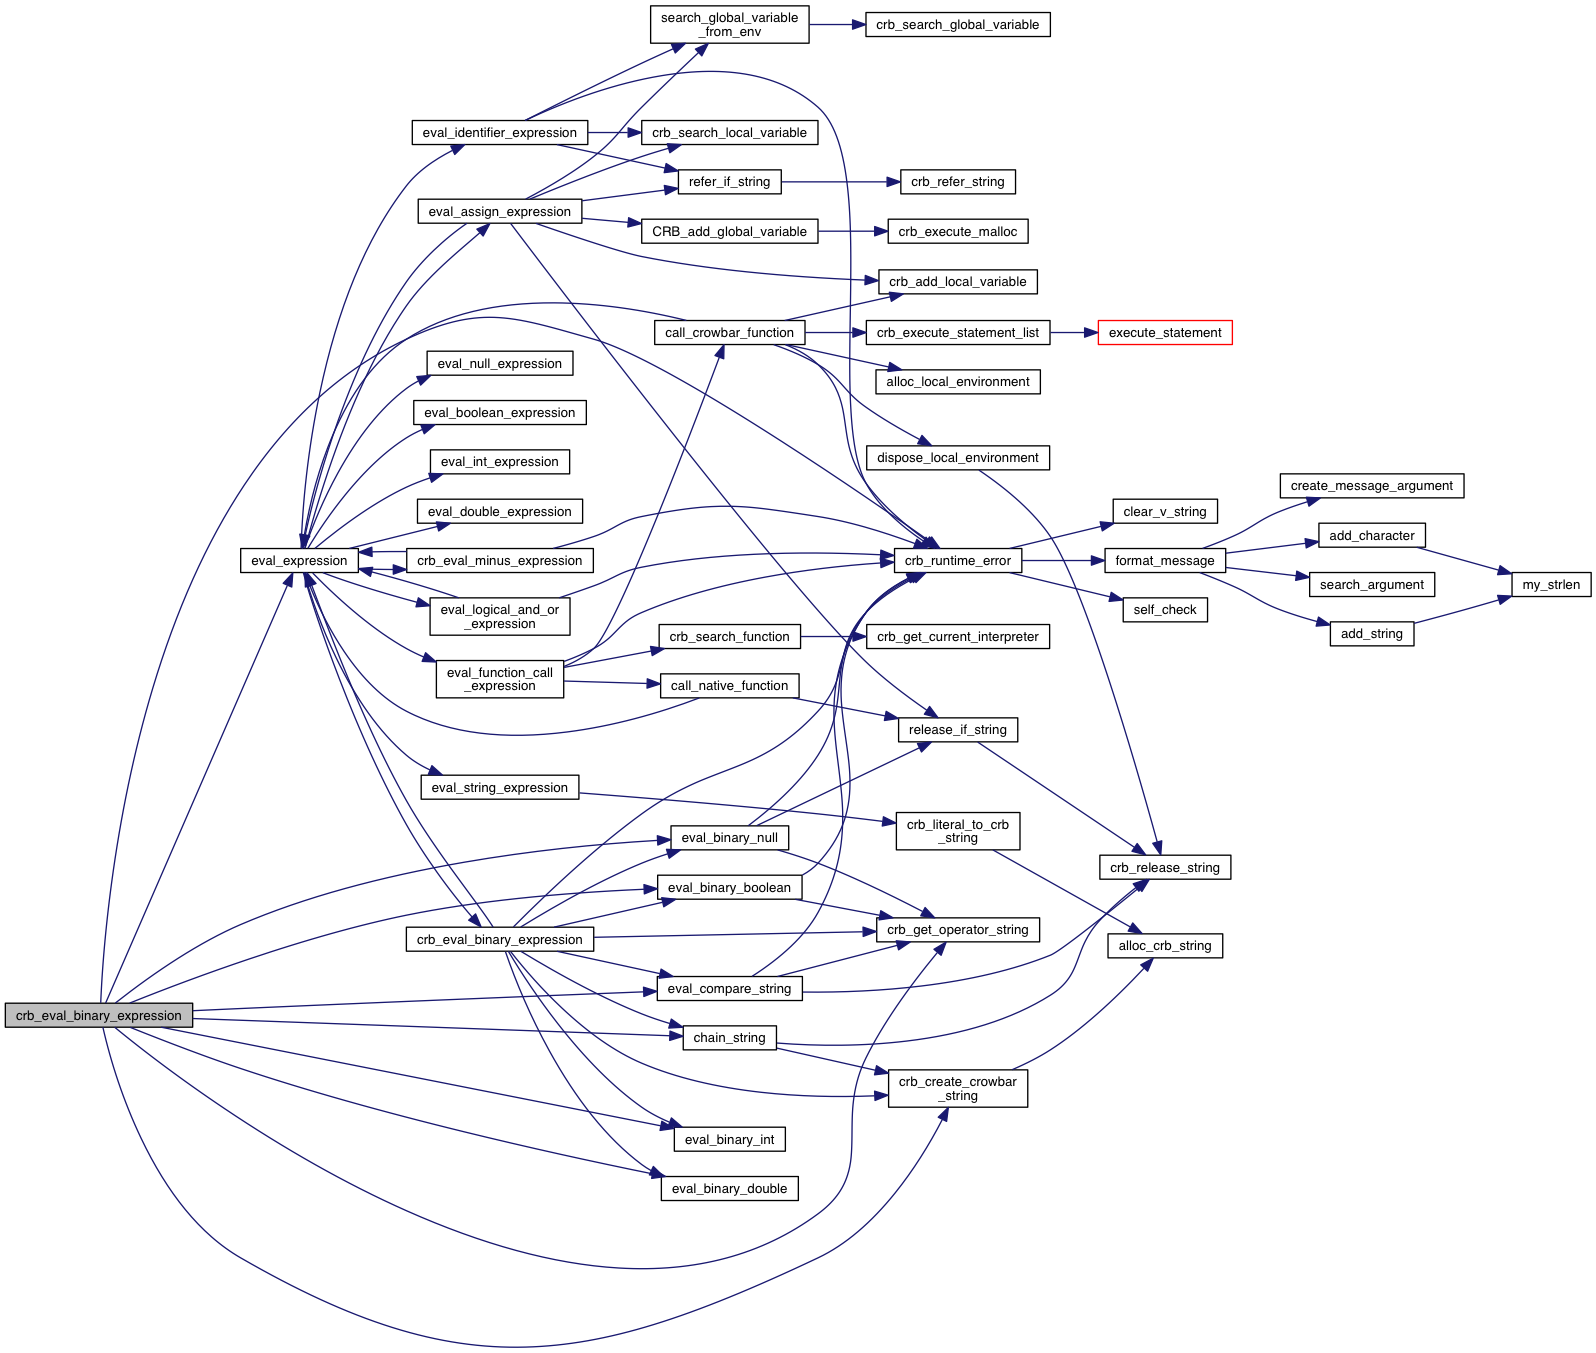 search_global_variable
_from_env
crb_search_global_variable
eval_identifier_expression
crb_search_local_variable
refer_if_string
crb_refer_string
eval_assign_expression
CRB_add_global_variable
crb_execute_malloc
crb_add_local_variable
call_crowbar_function
crb_execute_statement_list
execute_statement
eval_null_expression
alloc_local_environment
eval_boolean_expression
eval_int_expression
dispose_local_environment
create_message_argument
eval_double_expression
clear_v_string
add_character
eval_expression
crb_eval_minus_expression
crb_runtime_error
format_message
search_argument
my_strlen
eval_logical_and_or
_expression
self_check
crb_search_function
crb_get_current_interpreter
add_string
eval_function_call
_expression
call_native_function
release_if_string
eval_string_expression
crb_literal_to_crb
_string
eval_binary_null
crb_release_string
eval_binary_boolean
crb_eval_binary_expression
crb_get_operator_string
alloc_crb_string
eval_compare_string
crb_eval_binary_expression
chain_string
crb_create_crowbar
_string
eval_binary_int
eval_binary_double